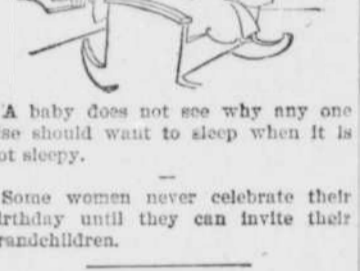 A baby does not see why any one
se should want to sleep when it is
ot sleepy.
Some women never celebrate their
irthday until they can invite their
randchildren.